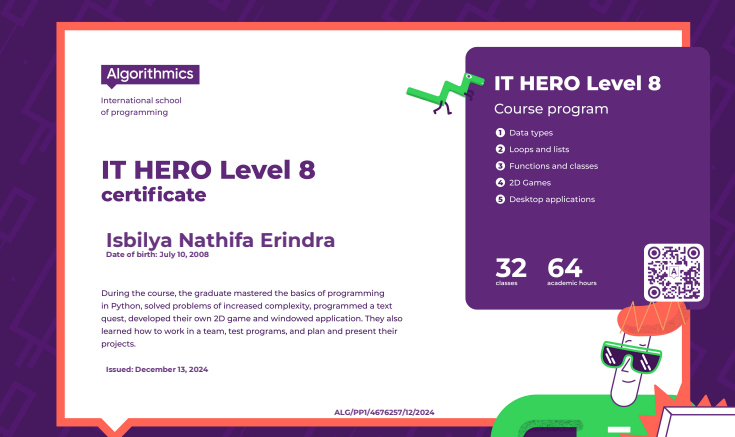 Algorithmics
International school
of programming
IT HERO Level 8
certificate
Isbilya Nathifa Erindra
Date of birth: July 10, 2008
During the course, the graduate mastered the basics of programming
in Python, solved problems of increased complexity, programmed a text
quest, developed their own 2D game and windowed application. They also
learned how to work in a team, test programs, and plan and present their
projects.
Issued: December 13, 2024
ALG/PP1/4676257/12/2024
IT HERO Level 8
Course program
1 Data types
2 Loops and lists
3 Functions and classes
4 2D Games
5 Desktop applications
32 64
classes academic hours
A